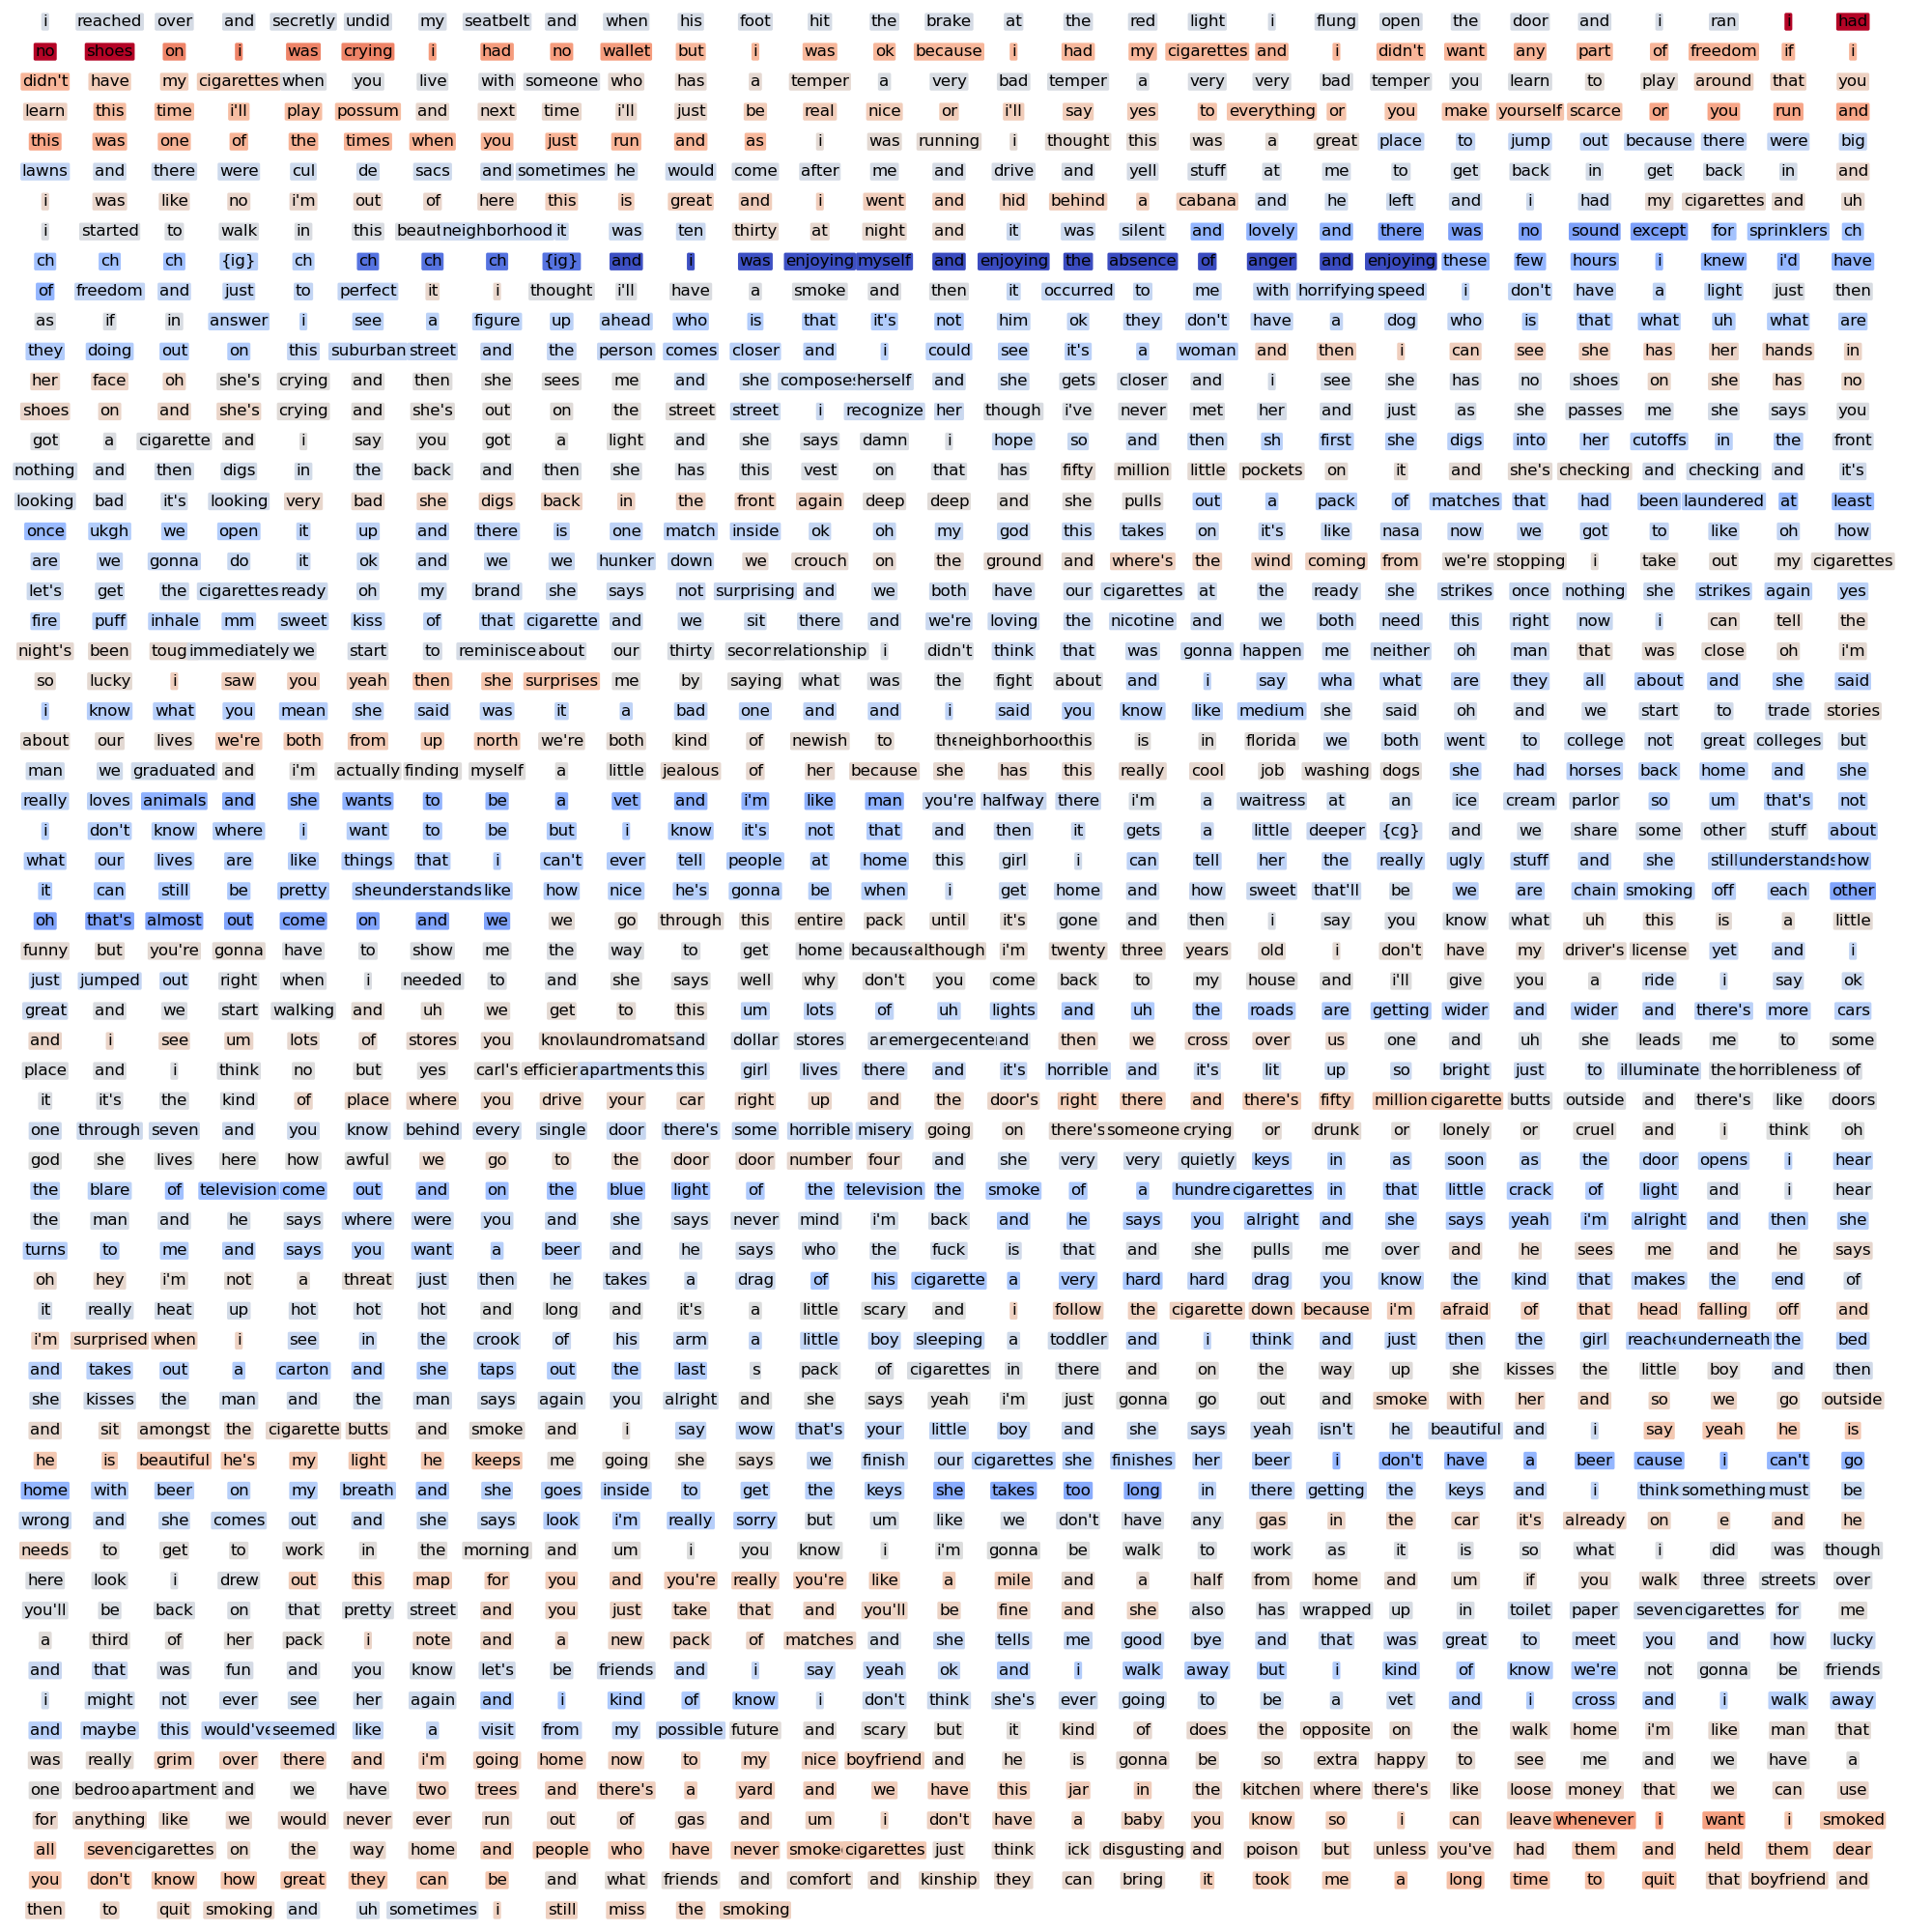 i reached over and secretly undid my seatbelt and when his foot hit the brake at the red light i flung open the door and i ran i had
no shoes on i was crying i had no wallet but i was ok because i had my cigarettes and i didn't want any part of freedom if i
didn't have my cigarettes when you live with someone who has a temper a very bad temper a very very bad temper you learn to play around that you
learn this time i'll play possum and next time i'll just be real nice or i'll say yes to everything or you make yourself scarce or you run and
this was one of the times when you just run and as i was running i thought this was a great place to jump out because there were big
lawns and there were cul de sacs and sometimes he would come after me and drive and yell stuff at me to get back in get back in and
i was like no i'm out of here this is great and i went and hid behind a cabana and he left and i had my cigarettes and uh
i started to walk in this beaut neighborhood it was ten thirty at night and it was silent and lovely and there was no sound except for sprinklers ch
ch ch ch {ig} ch ch ch ch {ig} and i was enjoying myself and enjoying the absence of anger and enjoying these few hours i knew i'd have
of freedom and just to perfect it i thought i'll have a smoke and then it occurred to me with horrifying speed i don't have a light just then
as if in answer i see a figure up ahead who is that it's not him ok they don't have a dog who is that what uh what are
they doing out on this suburban street and the person comes closer and i could see it's a woman and then i can see she has her hands in
her face oh she's crying and then she sees me and she compose herself and she gets closer and i see she has no shoes on she has no
shoes on and she's crying and she's out on the street street i recognize her though i've never met her and just as she passes me she says you
got a cigarette and i say you got a light and she says damn i hope so and then sh first she digs into her cutoffs in the front
nothing and then digs in the back and then she has this vest on that has fifty million little pockets on it and she's checking and checking and it's
looking bad it's looking very bad she digs back in the front again deep deep and she pulls out a pack of matches that had been laundered at least
once ukgh we open it up and there is one match inside ok oh my god this takes on it's like nasa now we got to like oh how
are we gonna do it ok and we we hunker down we crouch on the ground and where's the wind coming from we're stopping i take out my cigarettes
let's get the cigarettes ready oh my brand she says not surprising and we both have our cigarettes at the ready she strikes once nothing she strikes again yes
fire puff inhale mm sweet kiss of that cigarette and we sit there and we're loving the nicotine and we both need this right now i can tell the
night's been toug immediately we start to reminisce about our thirty secon relationship i didn't think that was gonna happen me neither oh man that was close oh i'm
so lucky i saw you yeah then she surprises me by saying what was the fight about and i say wha what are they all about and she said
i know what you mean she said was it a bad one and and i said you know like medium she said oh and we start to trade stories
about our lives we're both from up north we're both kind of newish to the neighborhoo this is in florida we both went to college not great colleges but
man we graduated and i'm actually finding myself a little jealous of her because she has this really cool job washing dogs she had horses back home and she
really loves animals and she wants to be a vet and i'm like man you're halfway there i'm a waitress at an ice cream parlor so um that's not
i don't know where i want to be but i know it's not that and then it gets a little deeper {cg} and we share some other stuff about
what our lives are like things that i can't ever tell people at home this girl i can tell her the really ugly stuff and she still understands how
it can still be pretty she understands like how nice he's gonna be when i get home and how sweet that'll be we are chain smoking off each other
oh that's almost out come on and we we go through this entire pack until it's gone and then i say you know what uh this is a little
funny but you're gonna have to show me the way to get home becaus although i'm twenty three years old i don't have my driver's license yet and i
just jumped out right when i needed to and she says well why don't you come back to my house and i'll give you a ride i say ok
great and we start walking and uh we get to this um lots of uh lights and uh the roads are getting wider and wider and there's more cars
and i see um lots of stores you know laundromats and dollar stores an emergecente and then we cross over us one and uh she leads me to some
place and i think no but yes carl's efficien apartments this girl lives there and it's horrible and it's lit up so bright just to illuminate the horribleness of
it it's the kind of place where you drive your car right up and the door's right there and there's fifty million cigarette butts outside and there's like doors
one through seven and you know behind every single door there's some horrible misery going on there's someone crying or drunk or lonely or cruel and i think oh
god she lives here how awful we go to the door door number four and she very very quietly keys in as soon as the door opens i hear
the blare of television come out and on the blue light of the television the smoke of a hundre cigarettes in that little crack of light and i hear
the man and he says where were you and she says never mind i'm back and he says you alright and she says yeah i'm alright and then she
turns to me and says you want a beer and he says who the fuck is that and she pulls me over and he sees me and he says
oh hey i'm not a threat just then he takes a drag of his cigarette a very hard hard drag you know the kind that makes the end of
it really heat up hot hot hot and long and it's a little scary and i follow the cigarette down because i'm afraid of that head falling off and
i'm surprised when i see in the crook of his arm a little boy sleeping a toddler and i think and just then the girl reache underneath the bed
and takes out a carton and she taps out the last s pack of cigarettes in there and on the way up she kisses the little boy and then
she kisses the man and the man says again you alright and she says yeah i'm just gonna go out and smoke with her and so we go outside
and sit amongst the cigarette butts and smoke and i say wow that's your little boy and she says yeah isn't he beautiful and i say yeah he is
he is beautiful he's my light he keeps me going she says we finish our cigarettes she finishes her beer i don't have a beer cause i can't go
home with beer on my breath and she goes inside to get the keys she takes too long in there getting the keys and i think something must be
wrong and she comes out and she says look i'm really sorry but um like we don't have any gas in the car it's already on e and he
needs to get to work in the morning and um i you know i i'm gonna be walk to work as it is so what i did was though
here look i drew out this map for you and you're really you're like a mile and a half from home and um if you walk three streets over
you'll be back on that pretty street and you just take that and you'll be fine and she also has wrapped up in toilet paper seven cigarettes for me
a third of her pack i note and a new pack of matches and she tells me good bye and that was great to meet you and how lucky
and that was fun and you know let's be friends and i say yeah ok and i walk away but i kind of know we're not gonna be friends
i might not ever see her again and i kind of know i don't think she's ever going to be a vet and i cross and i walk away
and maybe this would've seemed like a visit from my possible future and scary but it kind of does the opposite on the walk home i'm like man that
was really grim over there and i'm going home now to my nice boyfriend and he is gonna be so extra happy to see me and we have a
one bedroo apartment and we have two trees and there's a yard and we have this jar in the kitchen where there's like loose money that we can use
for anything like we would never ever run out of gas and um i don't have a baby you know so i can leave whenever i want i smoked
all seven cigarettes on the way home and people who have never smoke cigarettes just think ick disgusting and poison but unless you've had them and held them dear
you don't know how great they can be and what friends and comfort and kinship they can bring it took me a long time to quit that boyfriend and
then to quit smoking and uh sometimes i still miss the smoking